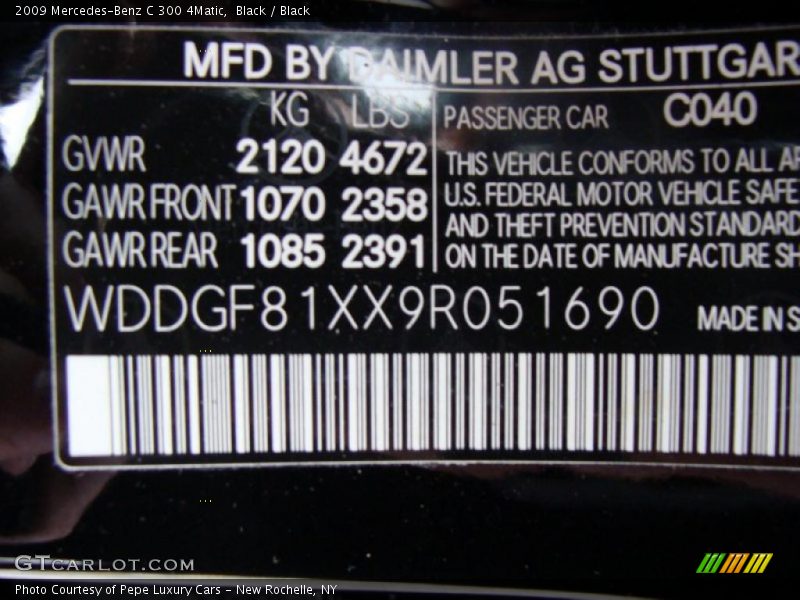 2009 Mercedes-Benz C 300 4Matic, Black / Black
MFD BY DAIMLER AG STUTTGAR
KG LBS PASSENGER CAR C040
GVWR 2120 4672 THIS VEHICLE CONFORMS TO ALL AP
GAWR FRONT 1070 2358 U.S. FEDERAL MOTOR VEHICLE SAFE
AND THEFT PREVENTION STANDARD
GAWR REAR 1085 2391 ON THE DATE OF MANUFACTURE SH
WDDGF81XX9R051690 MADE IN S
GTCARLOT.COM
Photo Courtesy of Pepe Luxury Cars - New Rochelle, NY